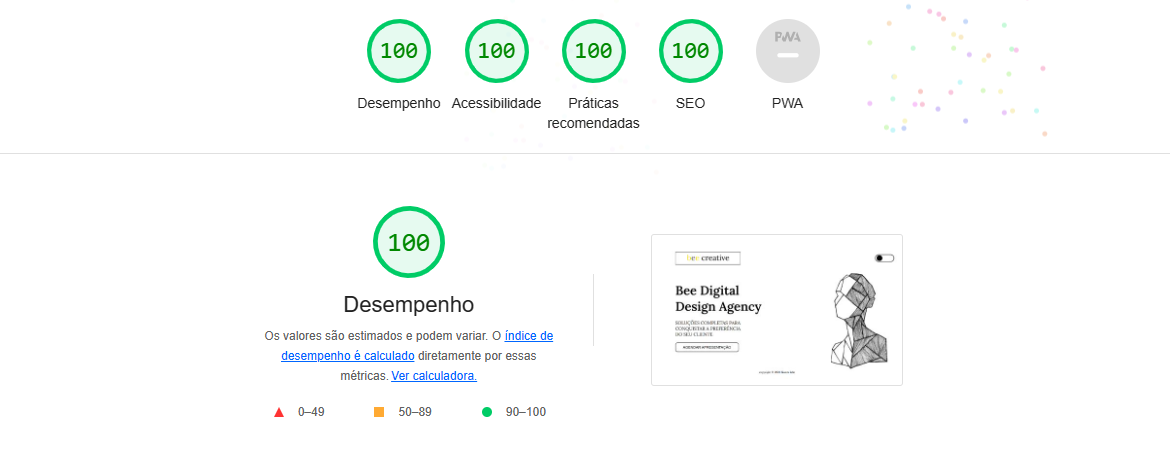 100 100 100 100 PWA
Desempenho Acessibilidade Práticas recomendadas SEO PWA
100
Desempenho
Os valores são estimados e podem variar. O índice de
desempenho é calculado diretamente por essas
métricas. Ver calculadora.
0–49 50–89 90–100
bee creative
Bee Digital
Design Agency
SOLUÇÕES COMPLETAS PARA
CONQUISTAR A PREFERÊNCIA
DO SEU CLIENTE
AGENDAR APRESENTAÇÃO